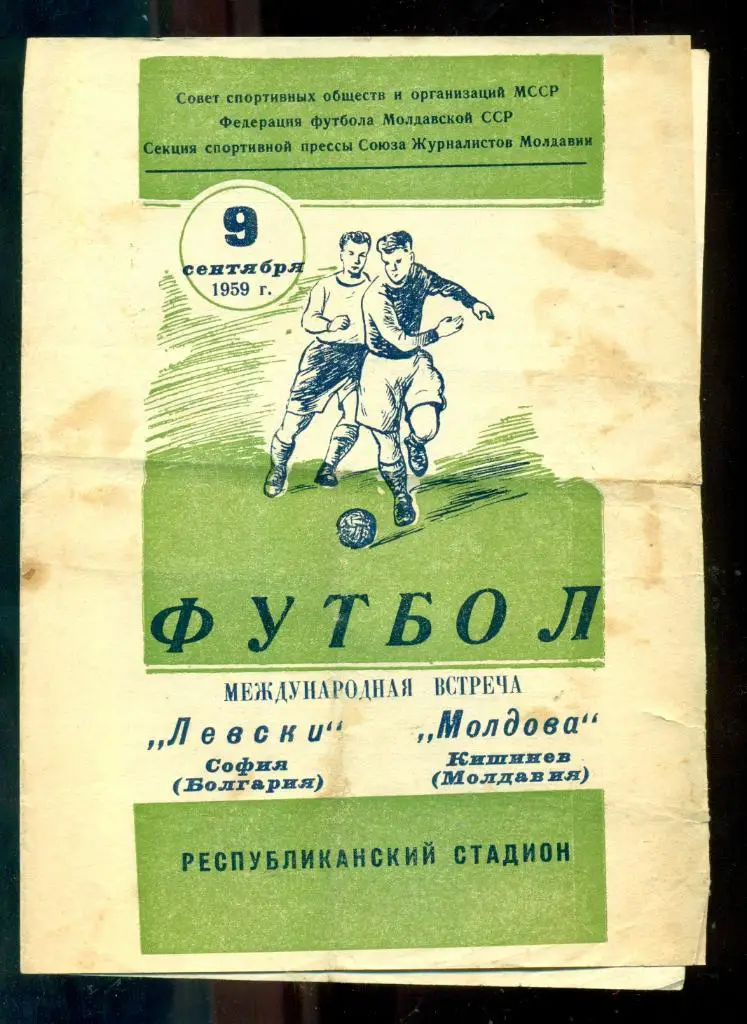 Совет спортивных обществ и организаций МССР
Федерация футбола Молдавской ССР
Секция спортивной прессы Союза Журналистов Молдавии
9
сентября
1959 г.
ФУТБОЛ
МЕЖДУНАРОДНАЯ ВСТРЕЧА
„Левски“ „Молдова“
София Кишинев
(Болгария) (Молдавия)
РЕСПУБЛИКАНСКИЙ СТАДИОН